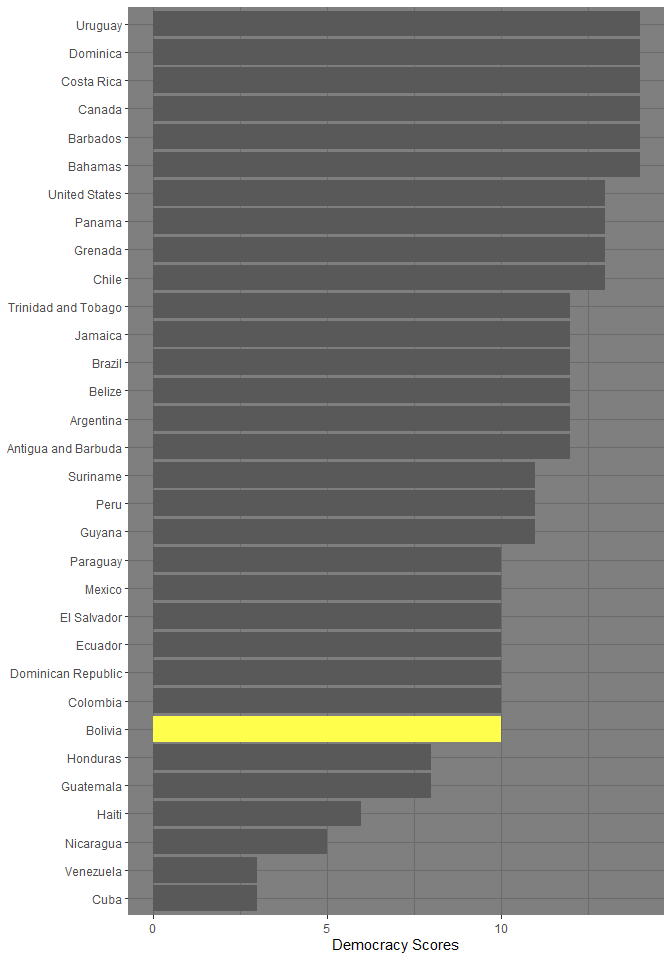 Uruguay
Dominica
Costa Rica
Canada
Barbados
Bahamas
United States
Panama
Grenada
Chile
Trinidad and Tobago
Jamaica
Brazil
Belize
Argentina
Antigua and Barbuda
Suriname
Peru
Guyana
Paraguay
Mexico
El Salvador
Ecuador
Dominican Republic
Colombia
Bolivia
Honduras
Guatemala
Haiti
Nicaragua
Venezuela
Cuba
0 5 10
Democracy Scores